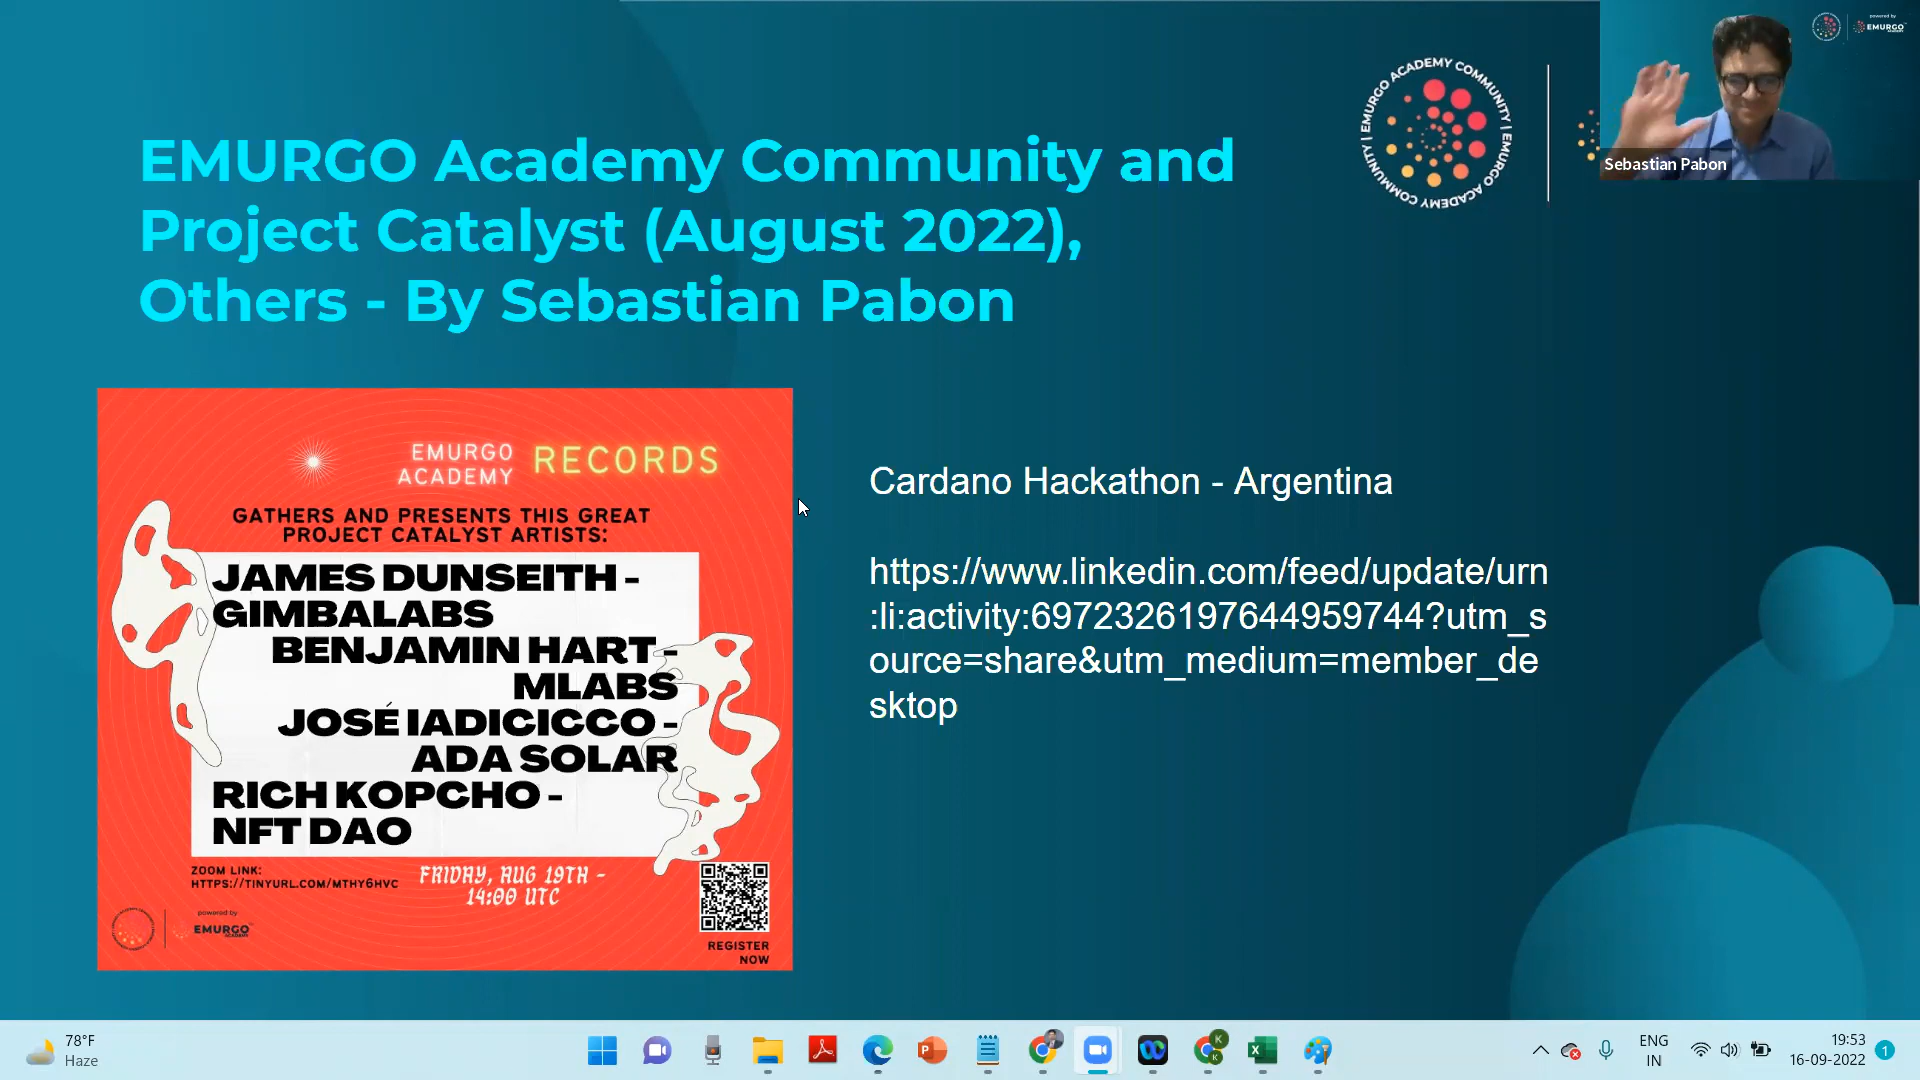 EMURGO Academy Community and
Project Catalyst (August 2022),
Others - By Sebastian Pabon
EMURGO ACADEMY COMMUNITY | EMURGO ACADEMY COMMUNITY |
powered by
EMURGO
Sebastian Pabon
EMURGO
ACADEMY
RECORDS
GATHERS AND PRESENTS THIS GREAT
PROJECT CATALYST ARTISTS:
JAMES DUNSEITH -
GIMBALABS
BENJAMIN HART -
MLABS
JOSÉ IADICICCO -
ADA SOLAR
RICH KOPCHO -
NFT DAO
ZOOM LINK:
HTTPS://TINYURL.COM/MTHY6HVC
FRIDAY, AUG 19TH -
14:00 UTC
powered by
EMURGO
ACADEMY
REGISTER
NOW
Cardano Hackathon - Argentina
https://www.linkedin.com/feed/update/urn
:li:activity:6972326197644959744?utm_s
ource=share&utm_medium=member_de
sktop
78°F
Haze
K
K
ENG
IN
19:53
16-09-2022
1